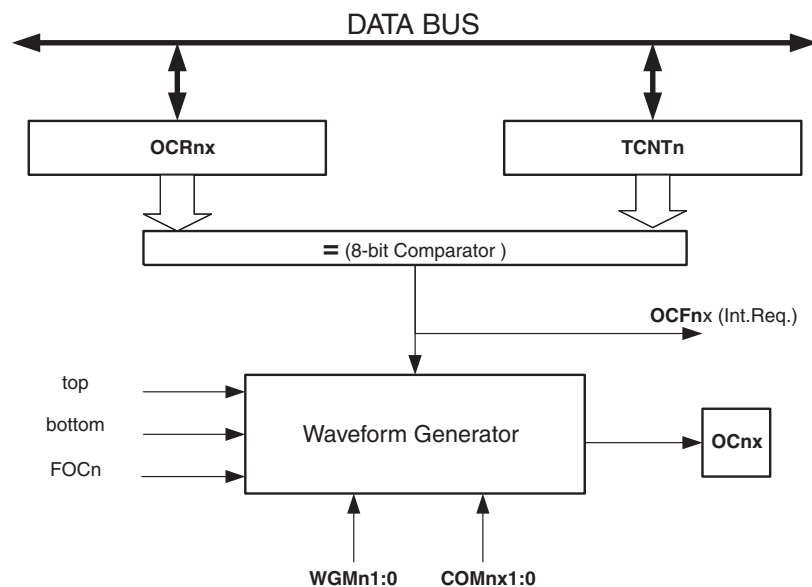 DATA BUS
OCRnx
TCNTn
= (8-bit Comparator )
OCFnx (Int.Req.)
top
bottom
FOCn
Waveform Generator
OCnx
WGMn1:0
COMnx1:0